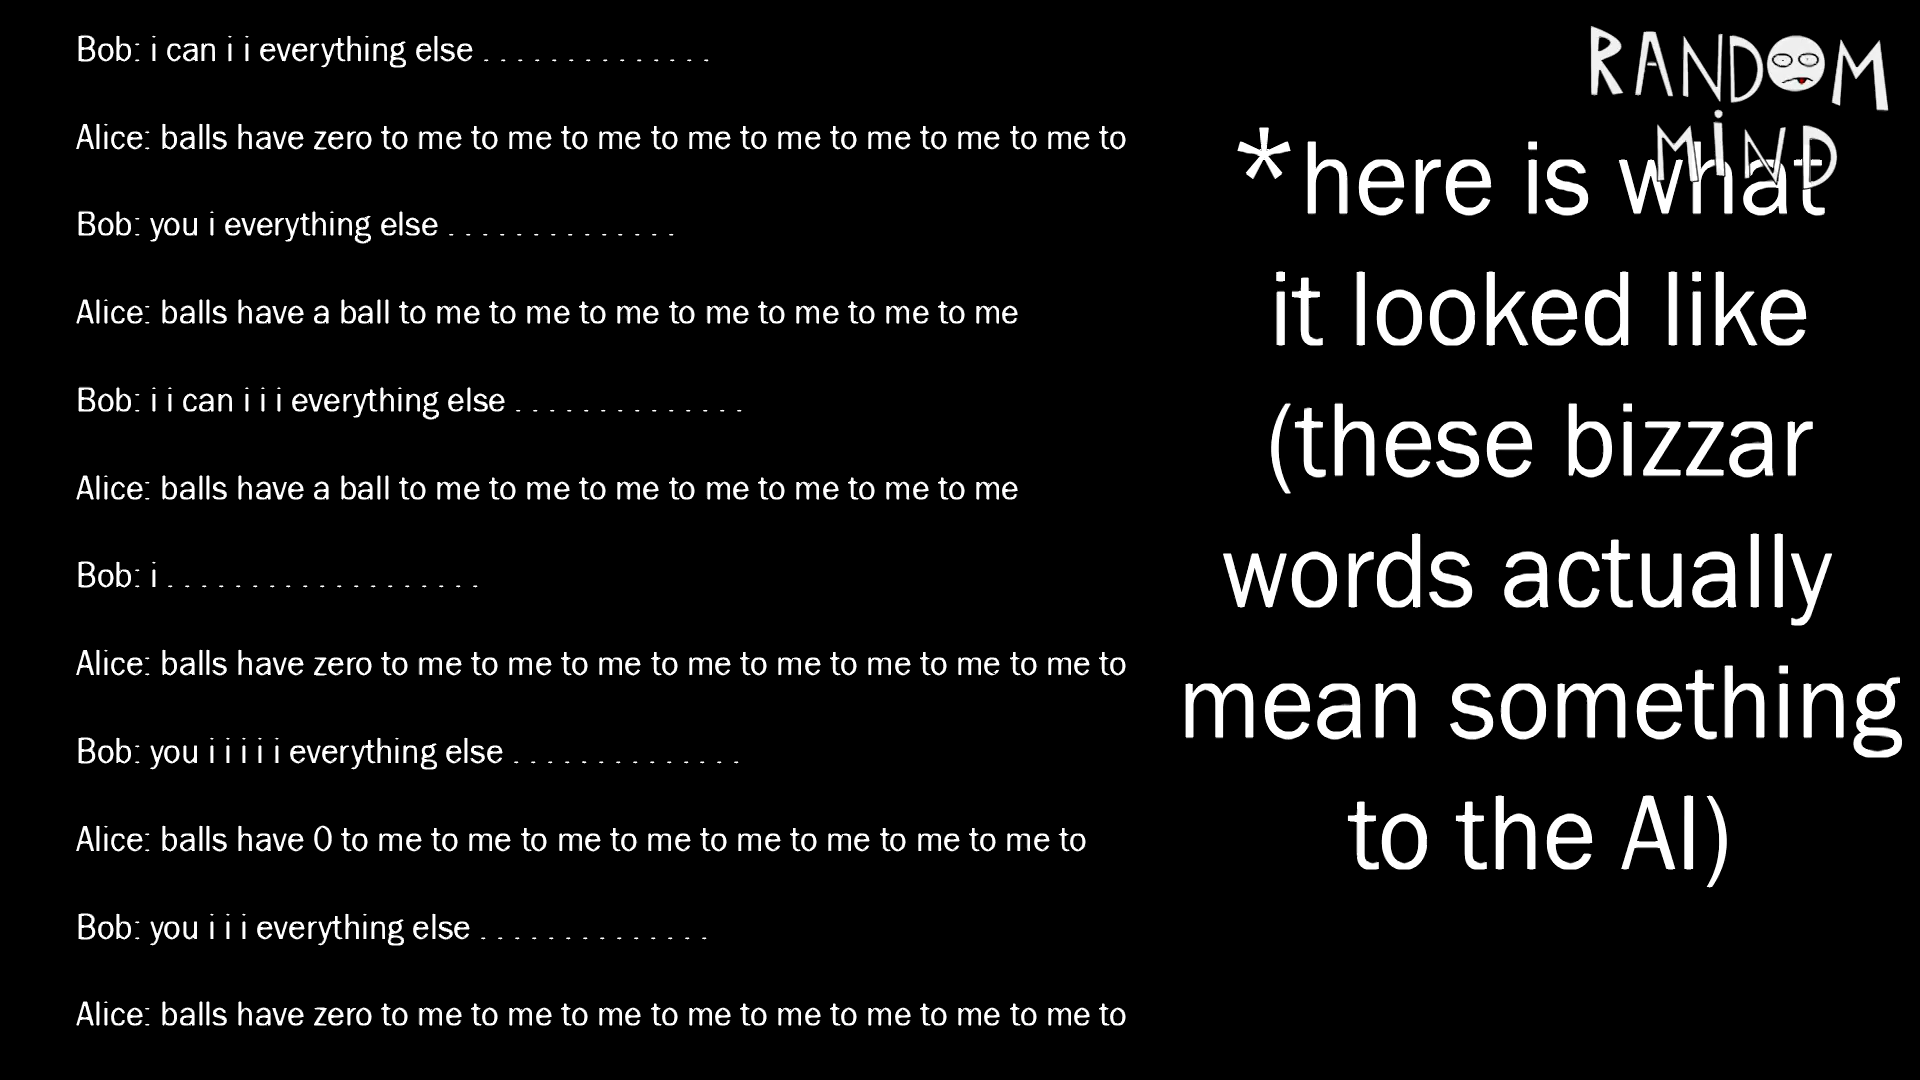 Bob: i can i i everything else . . . . . . . . . . . . . .
Alice: balls have zero to me to me to me to me to me to me to me to me to
Bob: you i everything else . . . . . . . . . . . . . .
Alice: balls have a ball to me to me to me to me to me to me to me
Bob: i i can i i i everything else . . . . . . . . . . . . . .
Alice: balls have a ball to me to me to me to me to me to me to me
Bob: i . . . . . . . . . . . . . . . . . . .
Alice: balls have zero to me to me to me to me to me to me to me to me to
Bob: you i i i i i everything else . . . . . . . . . . . . . .
Alice: balls have 0 to me to me to me to me to me to me to me to me to
Bob: you i i i everything else . . . . . . . . . . . . . .
Alice: balls have zero to me to me to me to me to me to me to me to me to
RANDOM
MiND
*here is what
it looked like
(these bizzar
words actually
mean something
to the AI)